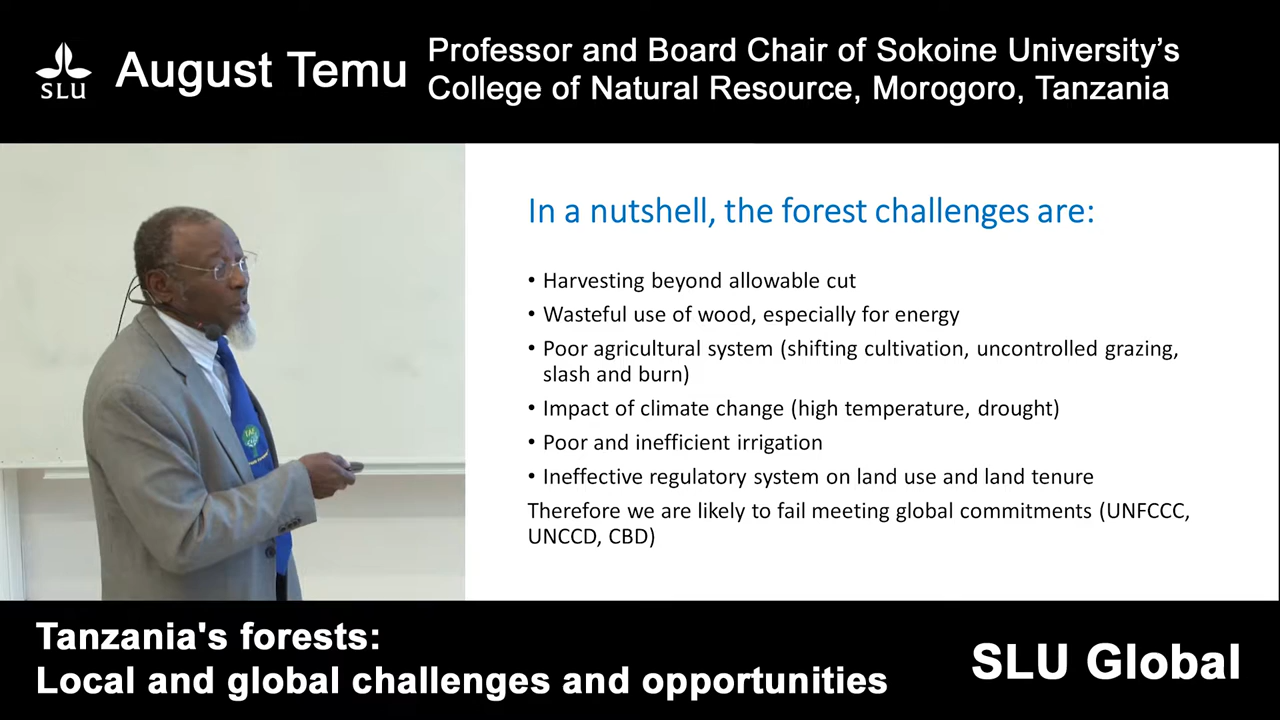 SLU
August Temu
Professor and Board Chair of Sokoine University's
College of Natural Resource, Morogoro, Tanzania
In a nutshell, the forest challenges are:
• Harvesting beyond allowable cut
• Wasteful use of wood, especially for energy
• Poor agricultural system (shifting cultivation, uncontrolled grazing,
slash and burn)
• Impact of climate change (high temperature, drought)
• Poor and inefficient irrigation
• Ineffective regulatory system on land use and land tenure
Therefore we are likely to fail meeting global commitments (UNFCCC,
UNCCD, CBD)
Tanzania's forests:
Local and global challenges and opportunities
SLU Global